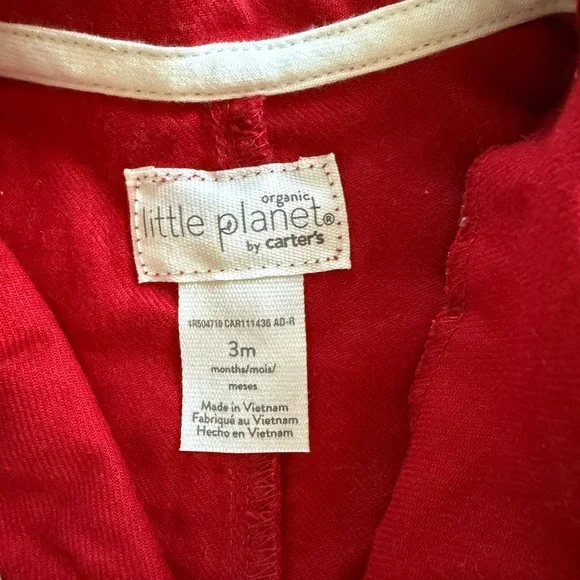 organic
little planet®
by carter's
1R504710 CAR111436 AD-R
3m
months/mois/
meses
Made in Vietnam
Fabriqué au Vietnam
Hecho en Vietnam